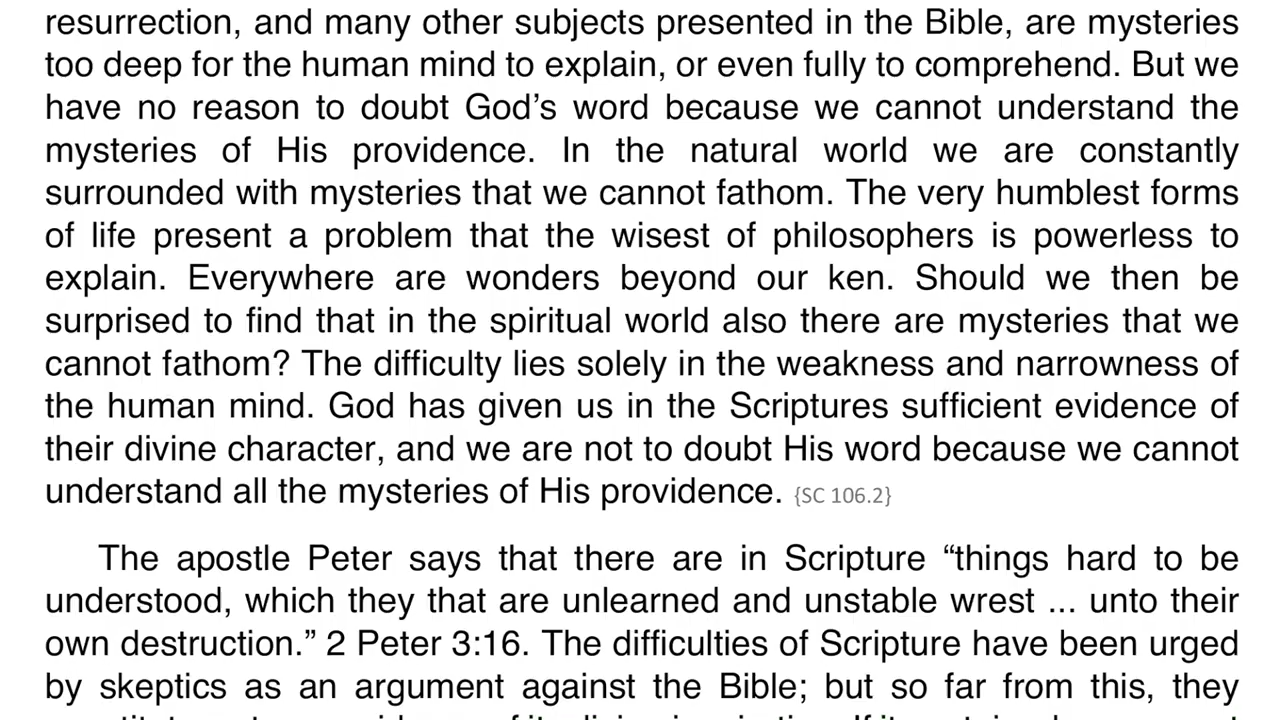 resurrection, and many other subjects presented in the Bible, are mysteries
too deep for the human mind to explain, or even fully to comprehend. But we
have no reason to doubt God’s word because we cannot understand the
mysteries of His providence. In the natural world we are constantly
surrounded with mysteries that we cannot fathom. The very humblest forms
of life present a problem that the wisest of philosophers is powerless to
explain. Everywhere are wonders beyond our ken. Should we then be
surprised to find that in the spiritual world also there are mysteries that we
cannot fathom? The difficulty lies solely in the weakness and narrowness of
the human mind. God has given us in the Scriptures sufficient evidence of
their divine character, and we are not to doubt His word because we cannot
understand all the mysteries of His providence. {SC 106.2}
The apostle Peter says that there are in Scripture “things hard to be
understood, which they that are unlearned and unstable wrest ... unto their
own destruction.” 2 Peter 3:16. The difficulties of Scripture have been urged
by skeptics as an argument against the Bible; but so far from this, they